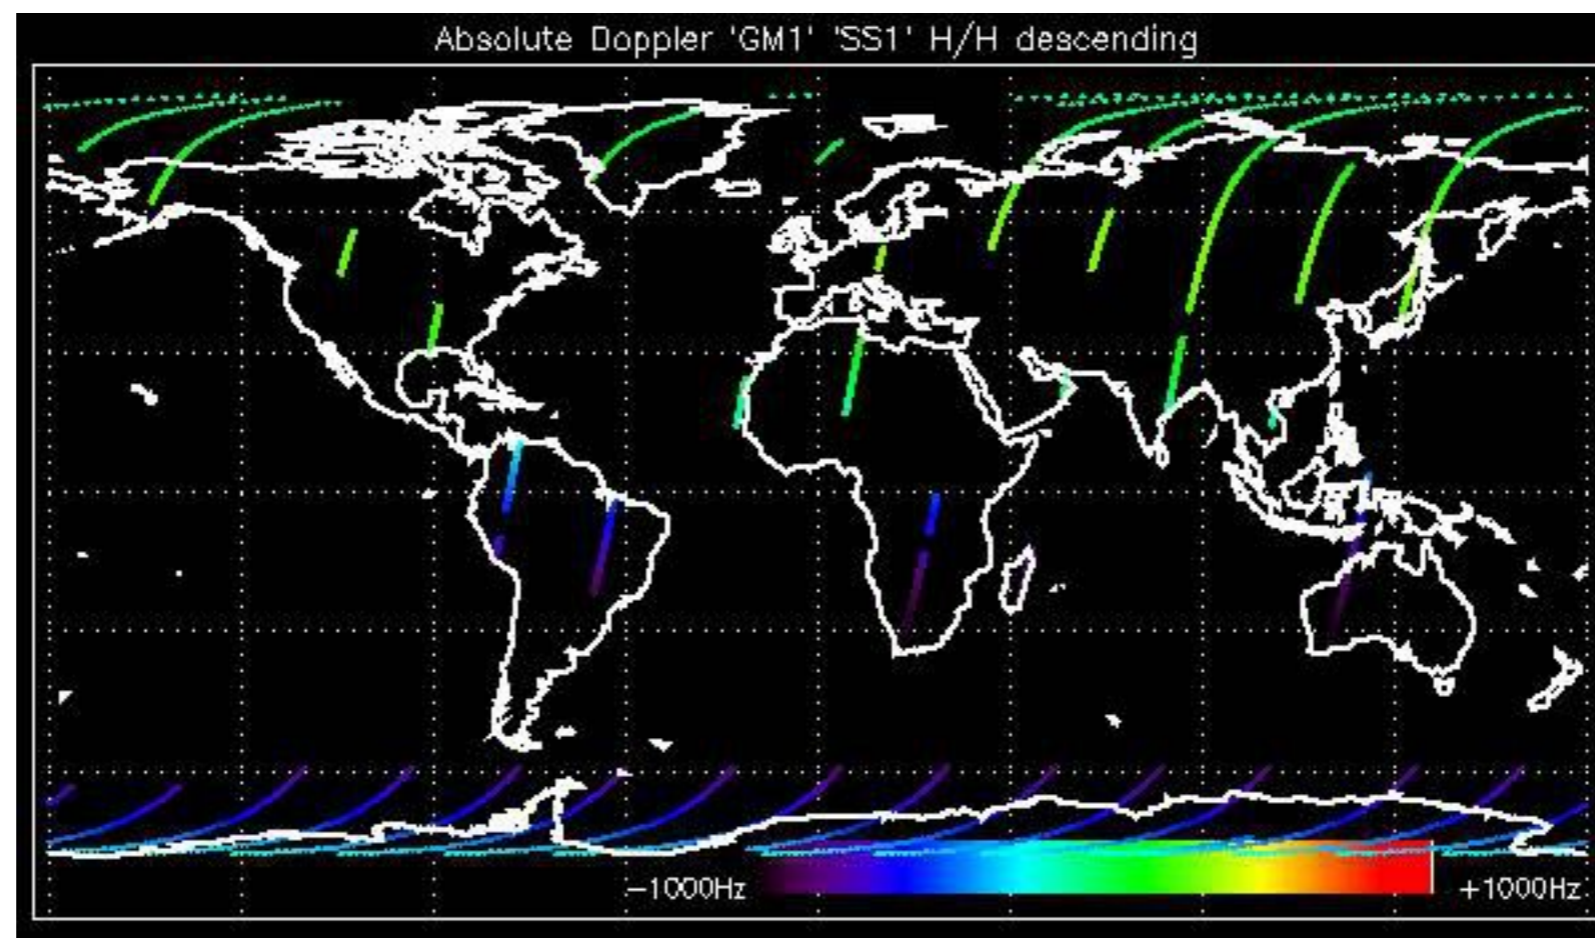 Absolute Doppler 'GM1' 'SS1' H/H descending
−1000Hz
+1000Hz